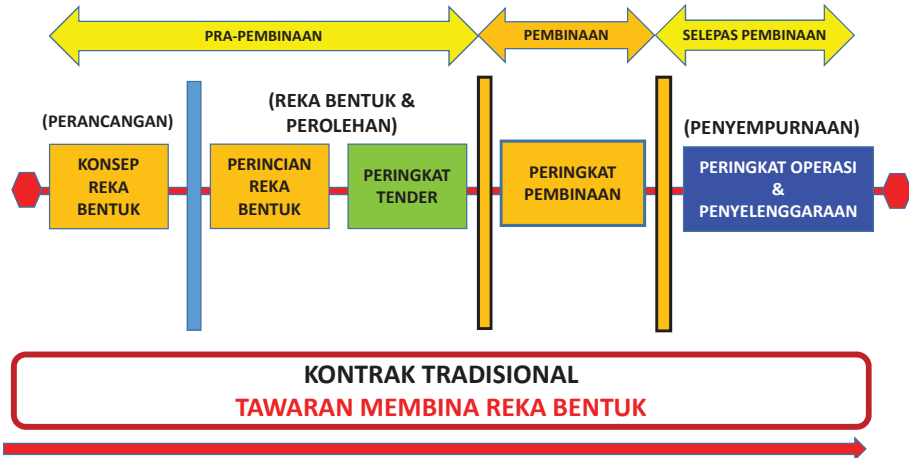 PRA-PEMBINAAN
PEMBINAAN
SELEPAS PEMBINAAN
(PERANCANGAN)
(REKA BENTUK &
PEROLEHAN)
(PENYEMPURNAAN)
KONSEP
REKA
BENTUK
PERINCIAN
REKA
BENTUK
PERINGKAT
TENDER
PERINGKAT
PEMBINAAN
PERINGKAT OPERASI
&
PENYELENGGARAAN
KONTRAK TRADISIONAL
TAWARAN MEMBINA REKA BENTUK